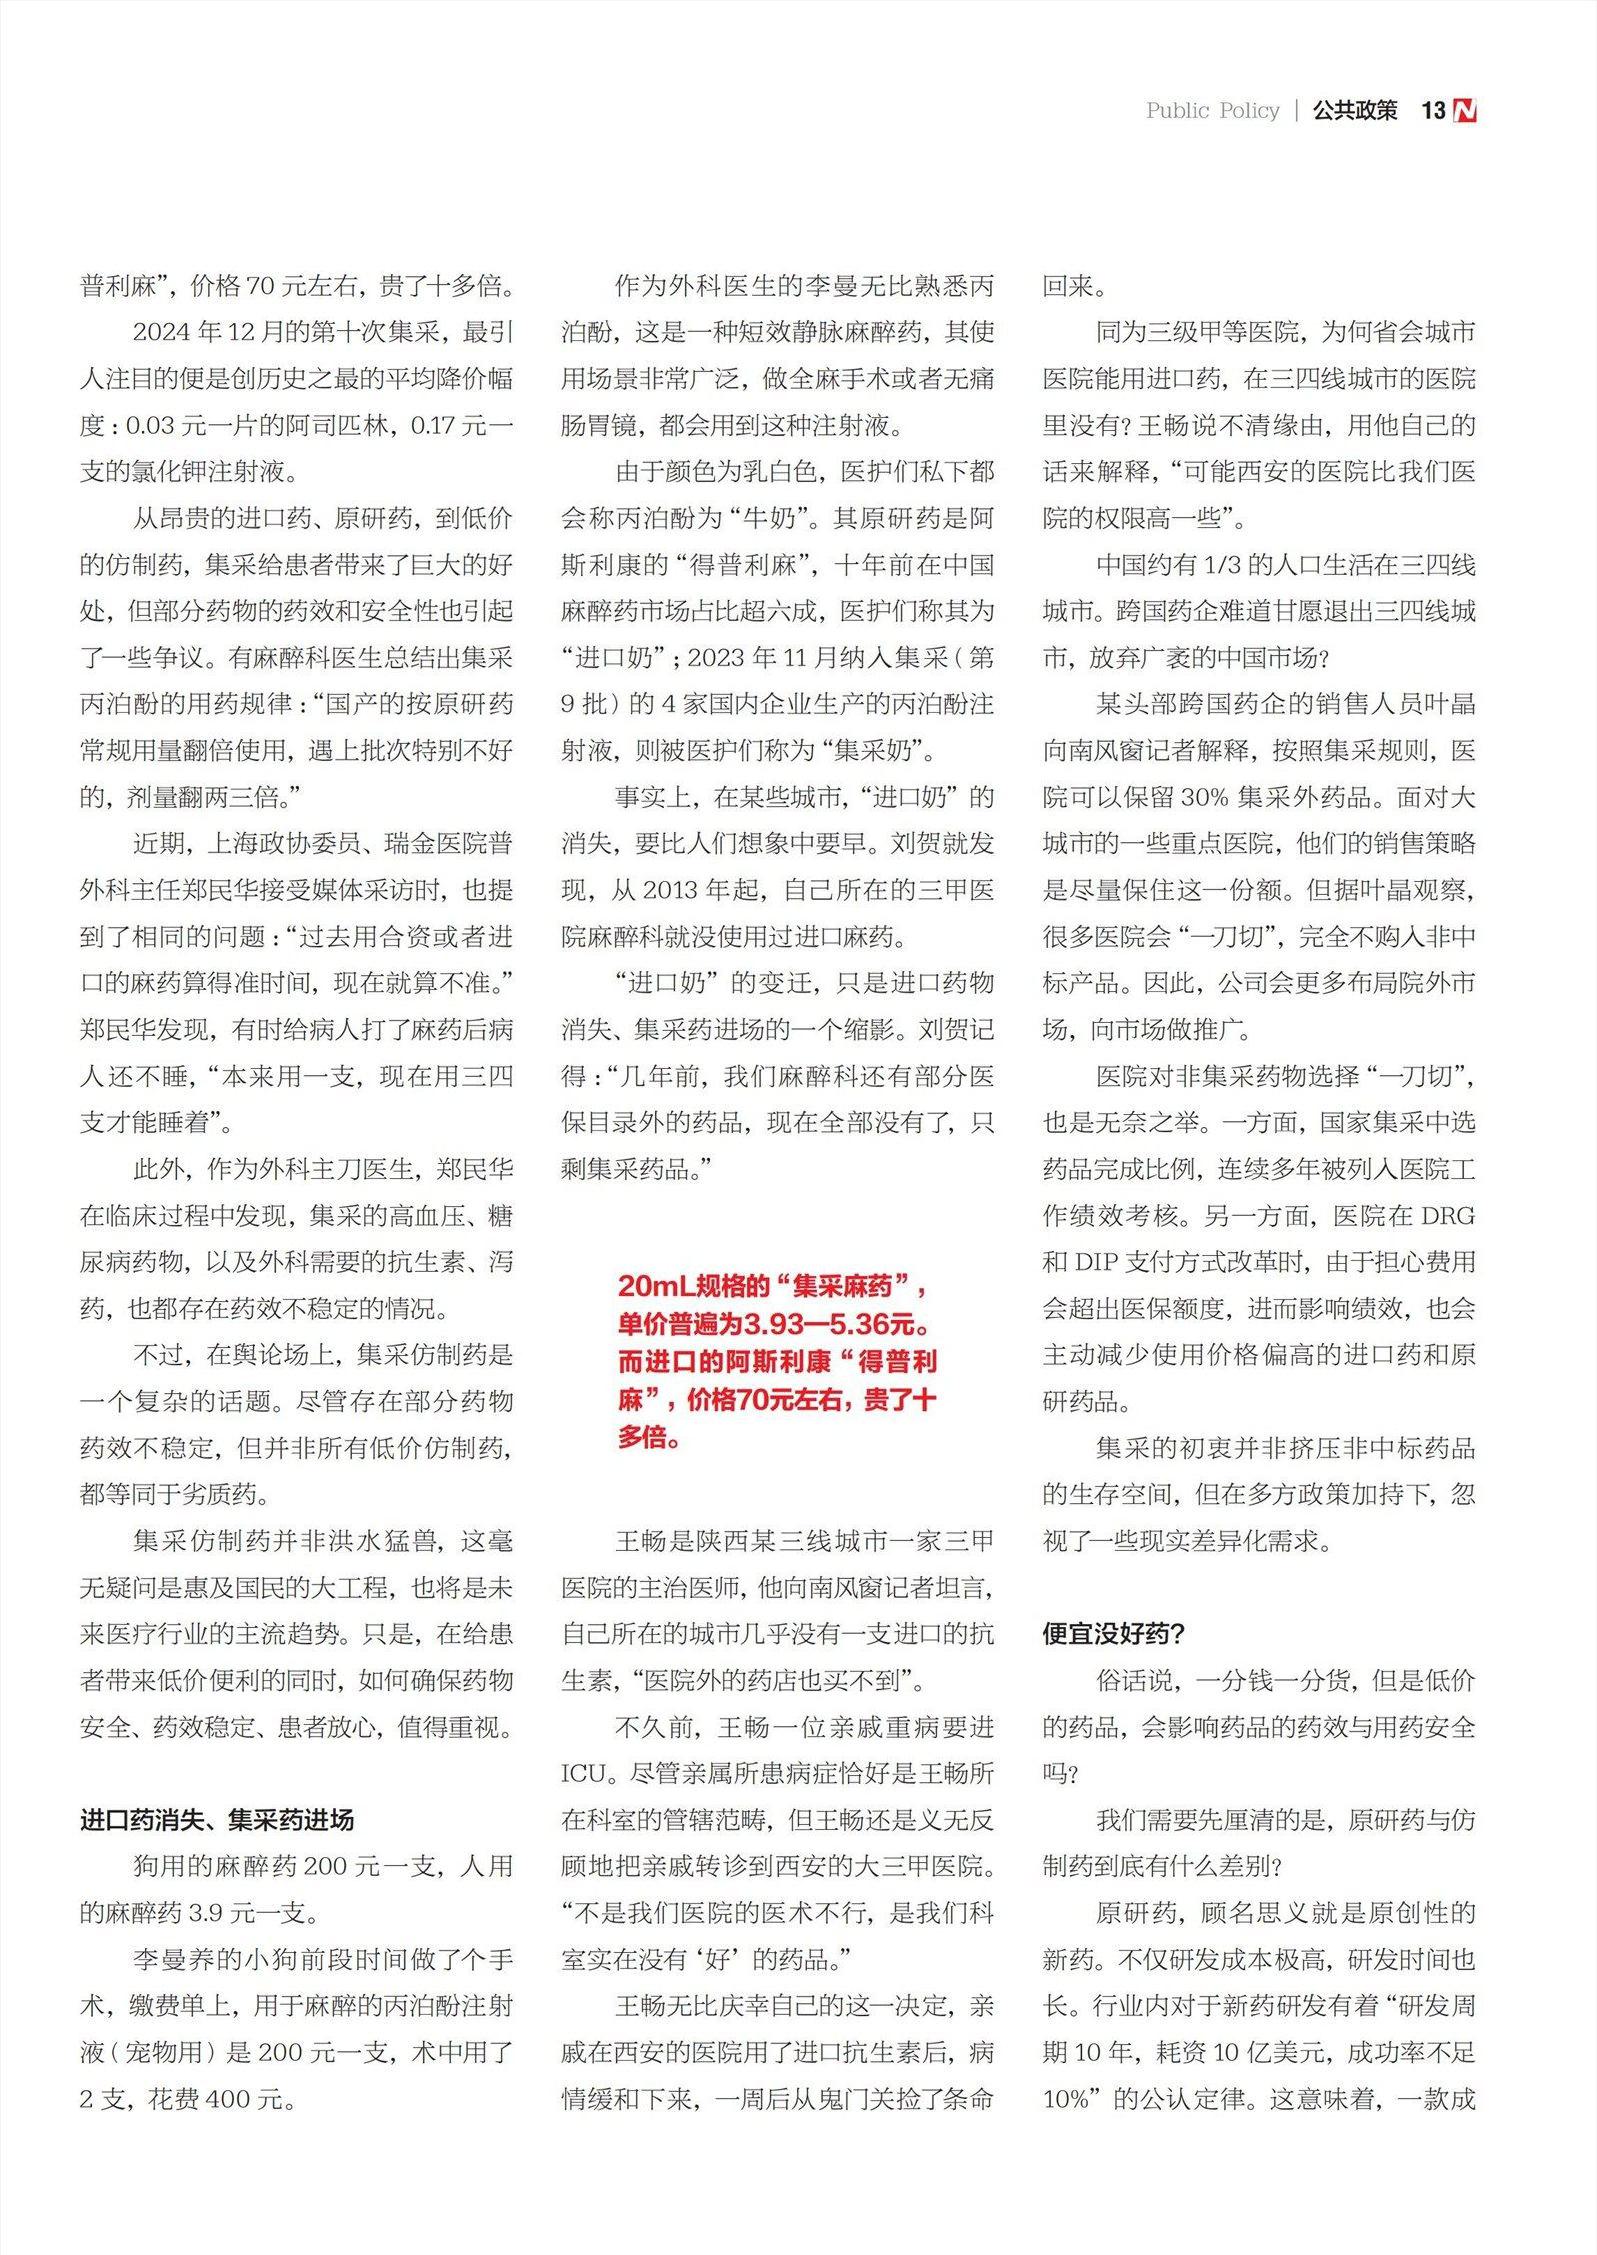 Public Policy | 公共政策 13 N
普利麻”，价格70元左右，贵了十多倍。
2024年12月的第十次集采，最引
人注目的便是创历史之最的平均降价幅
度：0.03元一片的阿司匹林，0.17元一
支的氯化钾注射液。
从昂贵的进口药、原研药，到低价
的仿制药，集采给患者带来了巨大的好
处，但部分药物的药效和安全性也引起
了一些争议。有麻醉科医生总结出集采
丙泊酚的用药规律：“国产的按原研药
常规用量翻倍使用，遇上批次特别不好
的，剂量翻两三倍。”
近期，上海政协委员、瑞金医院普
外科主任郑民华接受媒体采访时，也提
到了相同的问题：“过去用合资或者进
口的麻药算得准时间，现在就算不准。”
郑民华发现，有时给病人打了麻药后病
人还不睡，“本来用一支，现在用三四
支才能睡着”。
此外，作为外科主刀医生，郑民华
在临床过程中发现，集采的高血压、糖
尿病药物，以及外科需要的抗生素、泻
药，也都存在药效不稳定的情况。
不过，在舆论场上，集采仿制药是
一个复杂的话题。尽管存在部分药物
药效不稳定，但并非所有低价仿制药，
都等同于劣质药。
集采仿制药并非洪水猛兽，这毫
无疑问是惠及国民的大工程，也将是未
来医疗行业的主流趋势。只是，在给患
者带来低价便利的同时，如何确保药物
安全、药效稳定、患者放心，值得重视。
进口药消失、集采药进场
狗用的麻醉药200元一支，人用
的麻醉药3.9元一支。
李曼养的小狗前段时间做了个手
术，缴费单上，用于麻醉的丙泊酚注射
液（宠物用）是200元一支，术中用了
2支，花费400元。
作为外科医生的李曼无比熟悉丙
泊酚，这是一种短效静脉麻醉药，其使
用场景非常广泛，做全麻手术或者无痛
肠胃镜，都会用到这种注射液。
由于颜色为乳白色，医护们私下都
会称丙泊酚为“牛奶”。其原研药是阿
斯利康的“得普利麻”，十年前在中国
麻醉药市场占比超六成，医护们称其为
“进口奶”；2023年11月纳入集采（第
9批）的4家国内企业生产的丙泊酚注
射液，则被医护们称为“集采奶”。
事实上，在某些城市，“进口奶”的
消失，要比人们想象中要早。刘贺就发
现，从2013年起，自己所在的三甲医
院麻醉科就没使用过进口麻药。
“进口奶”的变迁，只是进口药物
消失、集采药进场的一个缩影。刘贺记
得：“几年前，我们麻醉科还有部分医
保目录外的药品，现在全部没有了，只
剩集采药品。”
20mL规格的“集采麻药”，
单价普遍为3.93—5.36元。
而进口的阿斯利康“得普利
麻”，价格70元左右，贵了十
多倍。
王畅是陕西某三线城市一家三甲
医院的主治医师，他向南风窗记者坦言，
自己所在的城市几乎没有一支进口的抗
生素，“医院外的药店也买不到”。
不久前，王畅一位亲戚重病要进
ICU。尽管亲属所患病症恰好是王畅所
在科室的管辖范畴，但王畅还是义无反
顾地把亲戚转诊到西安的大三甲医院。
“不是我们医院的医术不行，是我们科
室实在没有‘好’的药品。”
王畅无比庆幸自己的这一决定，亲
戚在西安的医院用了进口抗生素后，病
情缓和下来，一周后从鬼门关捡了条命
回来。
同为三级甲等医院，为何省会城市
医院能用进口药，在三四线城市的医院
里没有？王畅说不清缘由，用他自己的
话来解释，“可能西安的医院比我们医
院的权限高一些”。
中国约有1/3的人口生活在三四线
城市。跨国药企难道甘愿退出三四线城
市，放弃广袤的中国市场？
某头部跨国药企的销售人员叶晶
向南风窗记者解释，按照集采规则，医
院可以保留30%集采外药品。面对大
城市的一些重点医院，他们的销售策略
是尽量保住这一份额。但据叶晶观察，
很多医院会“一刀切”，完全不购入非中
标产品。因此，公司会更多布局院外市
场，向市场做推广。
医院对非集采药物选择“一刀切”，
也是无奈之举。一方面，国家集采中选
药品完成比例，连续多年被列入医院工
作绩效考核。另一方面，医院在DRG
和DIP支付方式改革时，由于担心费用
会超出医保额度，进而影响绩效，也会
主动减少使用价格偏高的进口药和原
研药品。
集采的初衷并非挤压非中标药品
的生存空间，但在多方政策加持下，忽
视了一些现实差异化需求。
便宜没好药？
俗话说，一分钱一分货，但是低价
的药品，会影响药品的药效与用药安全
吗？
我们需要先厘清的是，原研药与仿
制药到底有什么差别？
原研药，顾名思义就是原创性的
新药。不仅研发成本极高，研发时间也
长。行业内对于新药研发有着“研发周
期10年，耗资10亿美元，成功率不足
10%”的公认定律。这意味着，一款成